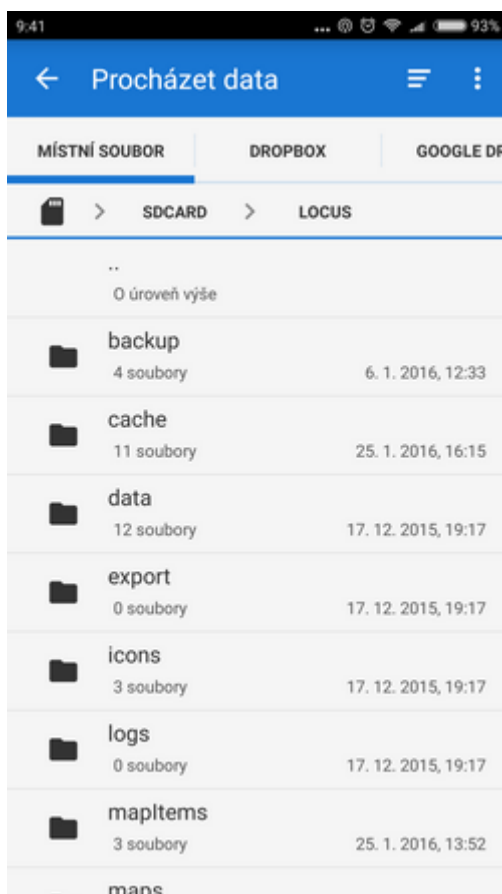 9:41 ... 93%
Procházet data
MÍSTNÍ SOUBOR DROPBOX GOOGLE DR
SDCARD > LOCUS
..
O úroveň výše
backup
4 soubory 6. 1. 2016, 12:33
cache
11 soubory 25. 1. 2016, 16:15
data
12 soubory 17. 12. 2015, 19:17
export
0 soubory 17. 12. 2015, 19:17
icons
3 soubory 17. 12. 2015, 19:17
logs
0 soubory 17. 12. 2015, 19:17
mapItems
3 soubory 25. 1. 2016, 13:52
maps